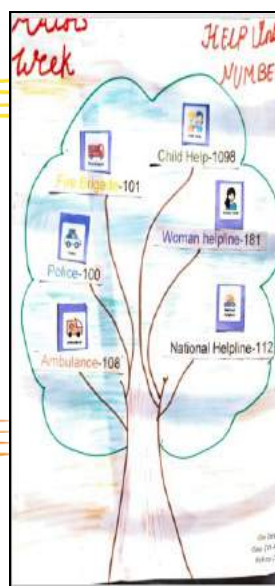 Week
HELP LINE
NUMBE
Child Help-1098
Fire Brigade-101
Woman helpline-181
Police-100
National Helpline-112
Ambulance-108